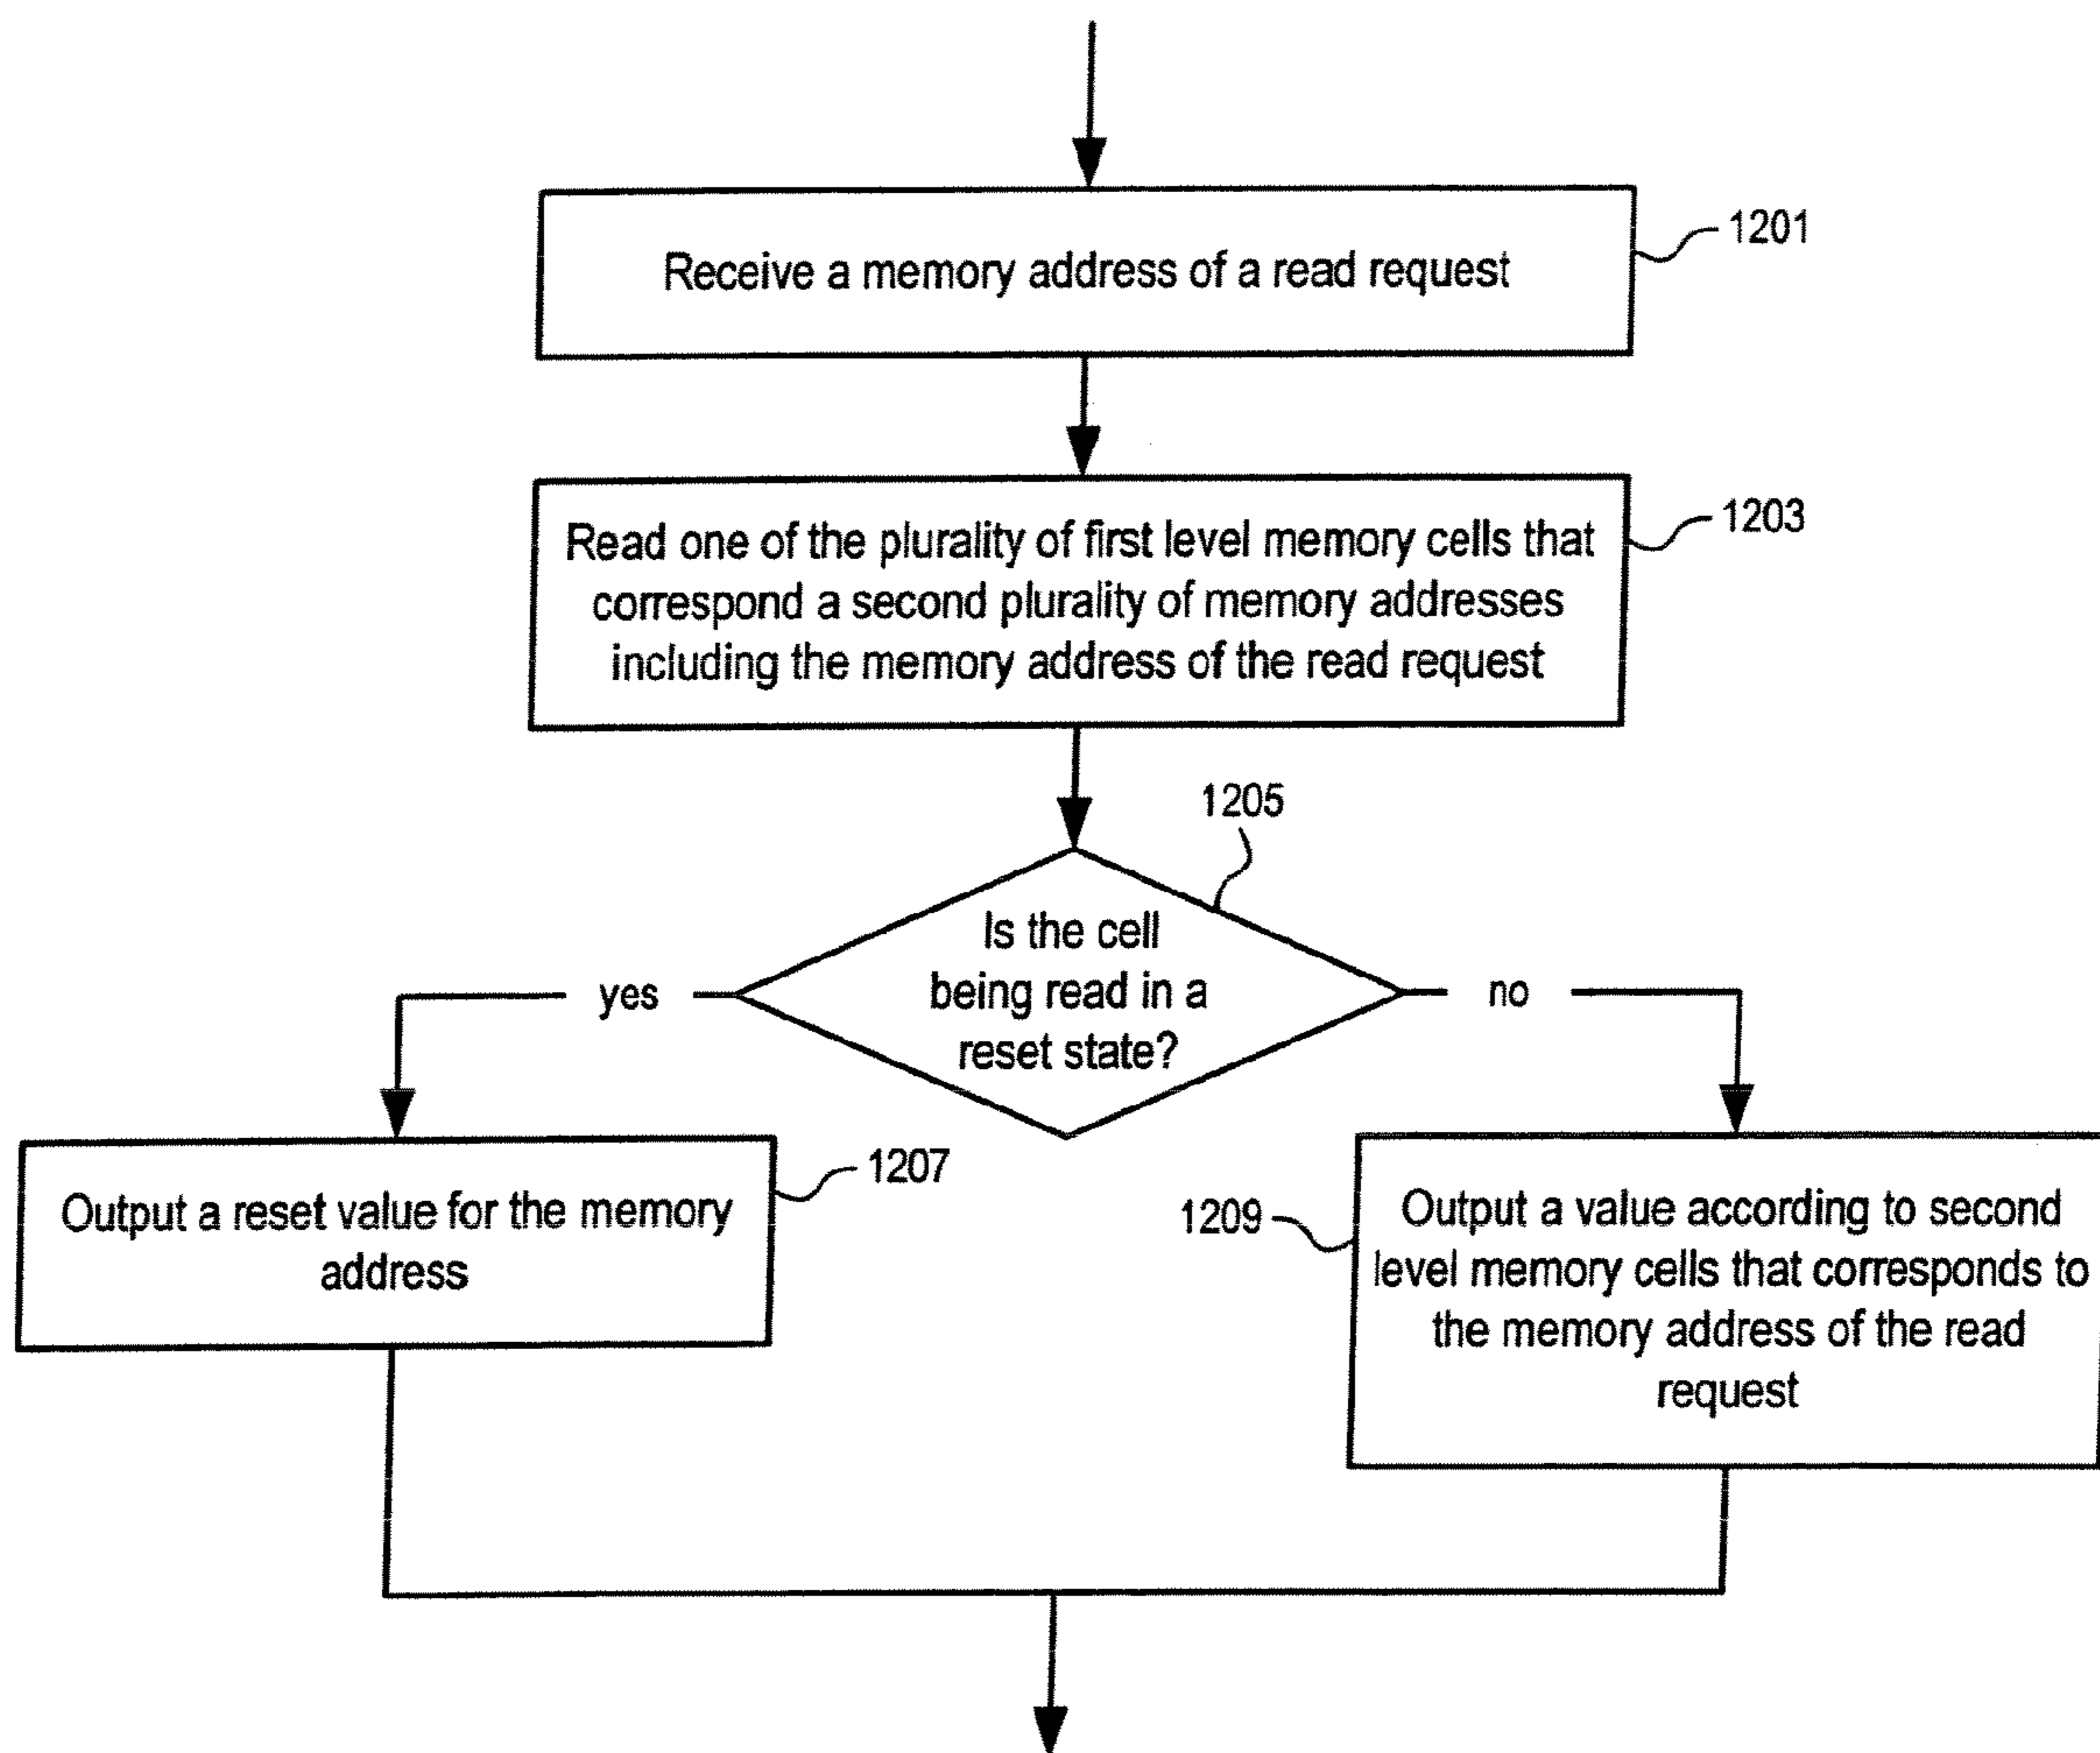 Receive a memory address of a read request
1201
Read one of the plurality of first level memory cells that
correspond a second plurality of memory addresses
including the memory address of the read request
1203
1205
Is the cell
being read in a
reset state?
yes
no
Output a reset value for the memory
address
1207
1209
Output a value according to second
level memory cells that corresponds to
the memory address of the read
request